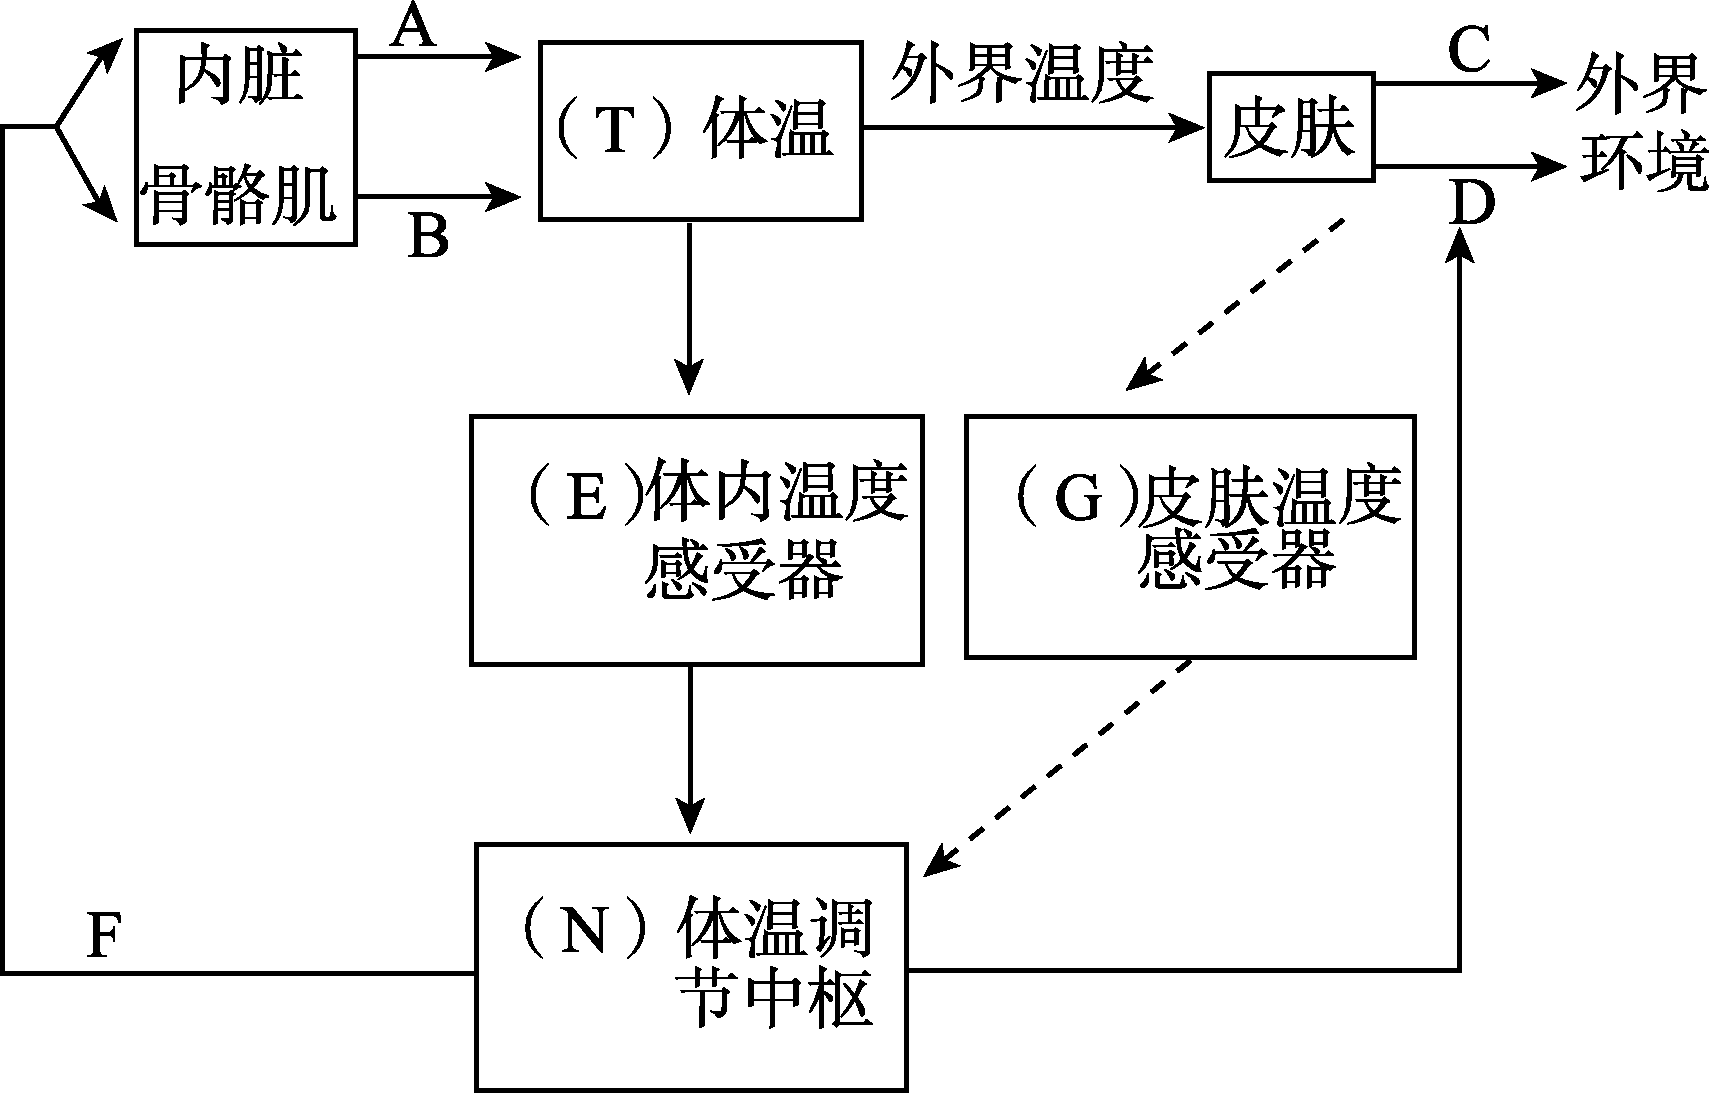 A
内脏
骨骼肌
B
（T）体温
外界温度
皮肤
C
外界
环境
D
（E）体内温度
感受器
（G）皮肤温度
感受器
F
（N）体温调
节中枢